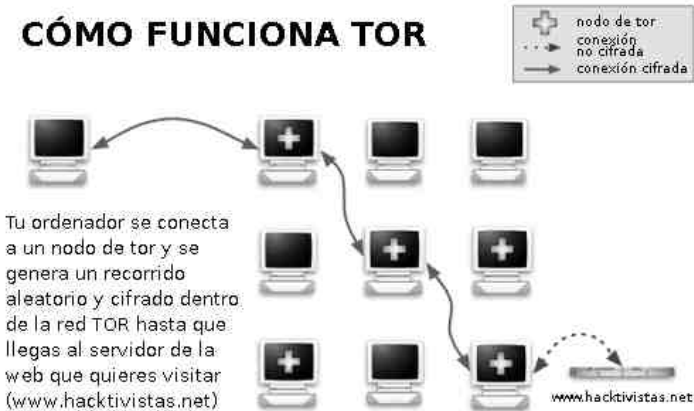 CÓMO FUNCIONA TOR
nodo de tor
conexión
no cifrada
conexión cifrada
Tu ordenador se conecta
a un nodo de tor y se
genera un recorrido
aleatorio y cifrado dentro
de la red TOR hasta que
llegas al servidor de la
web que quieres visitar
(www.hacktivistas.net)
www.hacktivistas.net